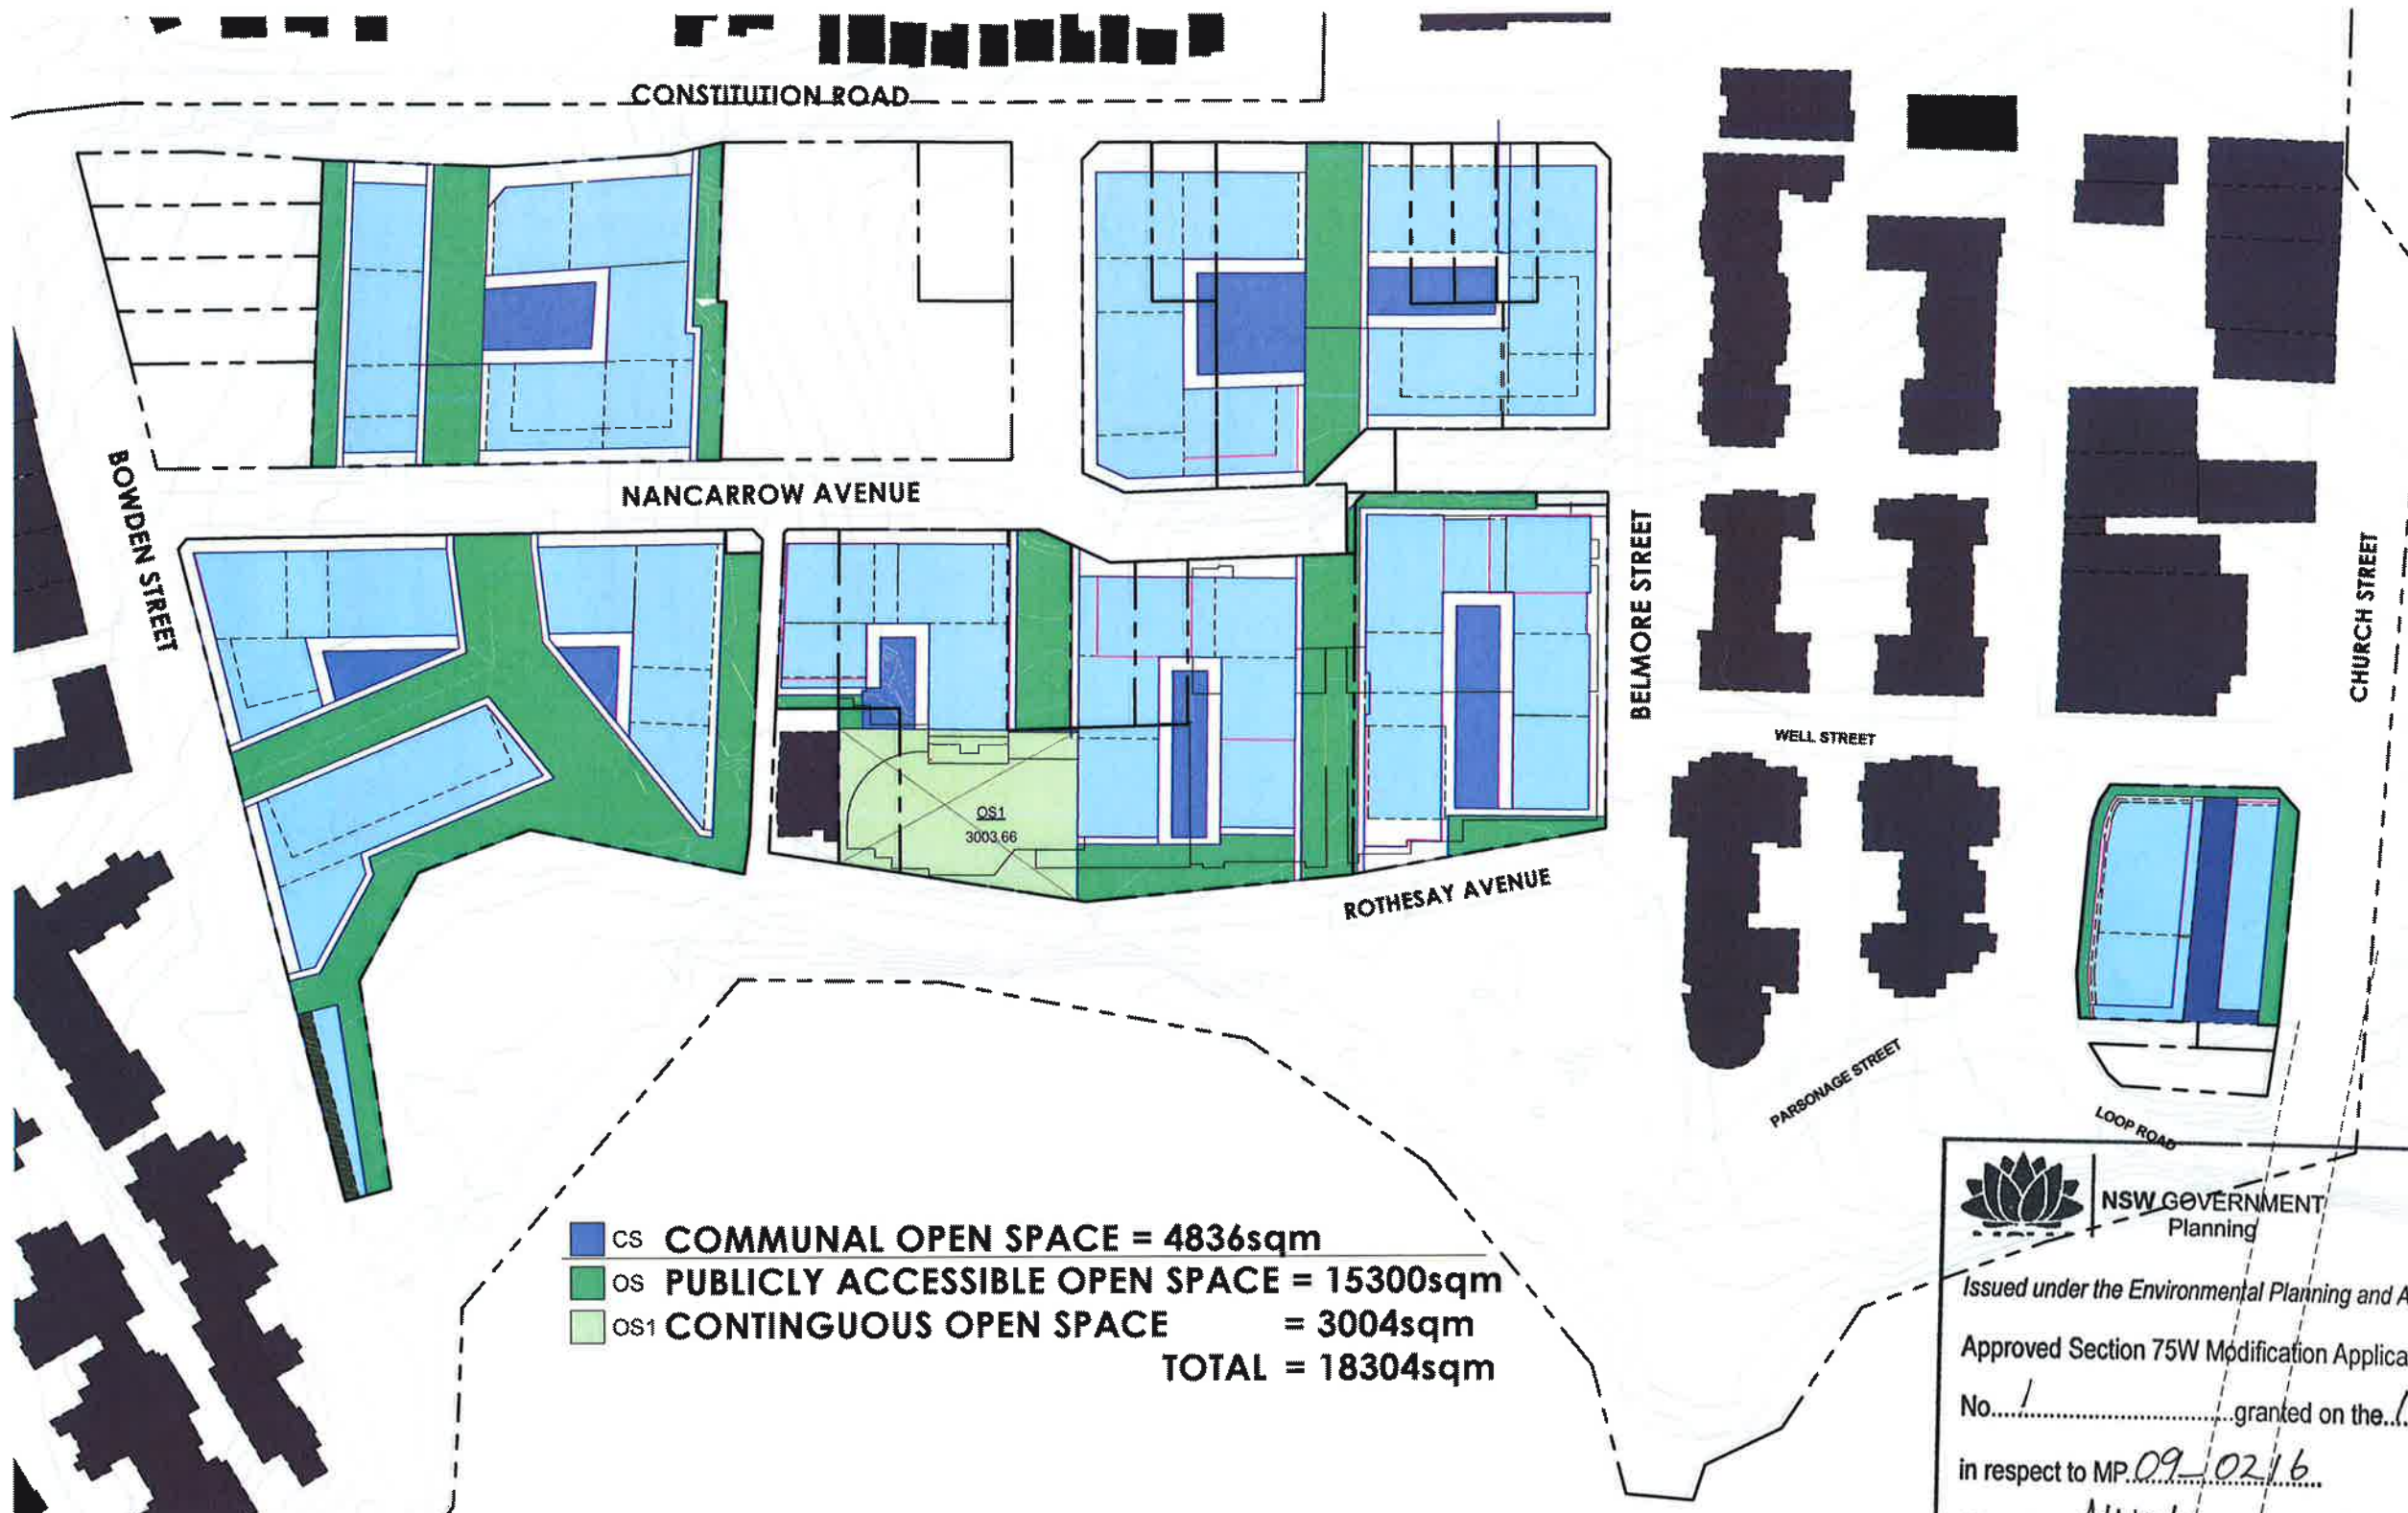 CONSTITUTION ROAD
BOWDEN STREET
NANCARROW AVENUE
BELMORE STREET
CHURCH STREET
WELL STREET
OS1
3003.66
ROTHESAY AVENUE
PARSONAGE STREET
LOOP ROAD
CS COMMUNAL OPEN SPACE = 4836sqm
OS PUBLICLY ACCESSIBLE OPEN SPACE = 15300sqm
OS1 CONTINGUOUS OPEN SPACE = 3004sqm
TOTAL = 18304sqm
NSW GOVERNMENT
Planning
Issued under the Environmental Planning and A
Approved Section 75W Modification Applica
No. 1 granted on the
in respect to MP. 09_0216